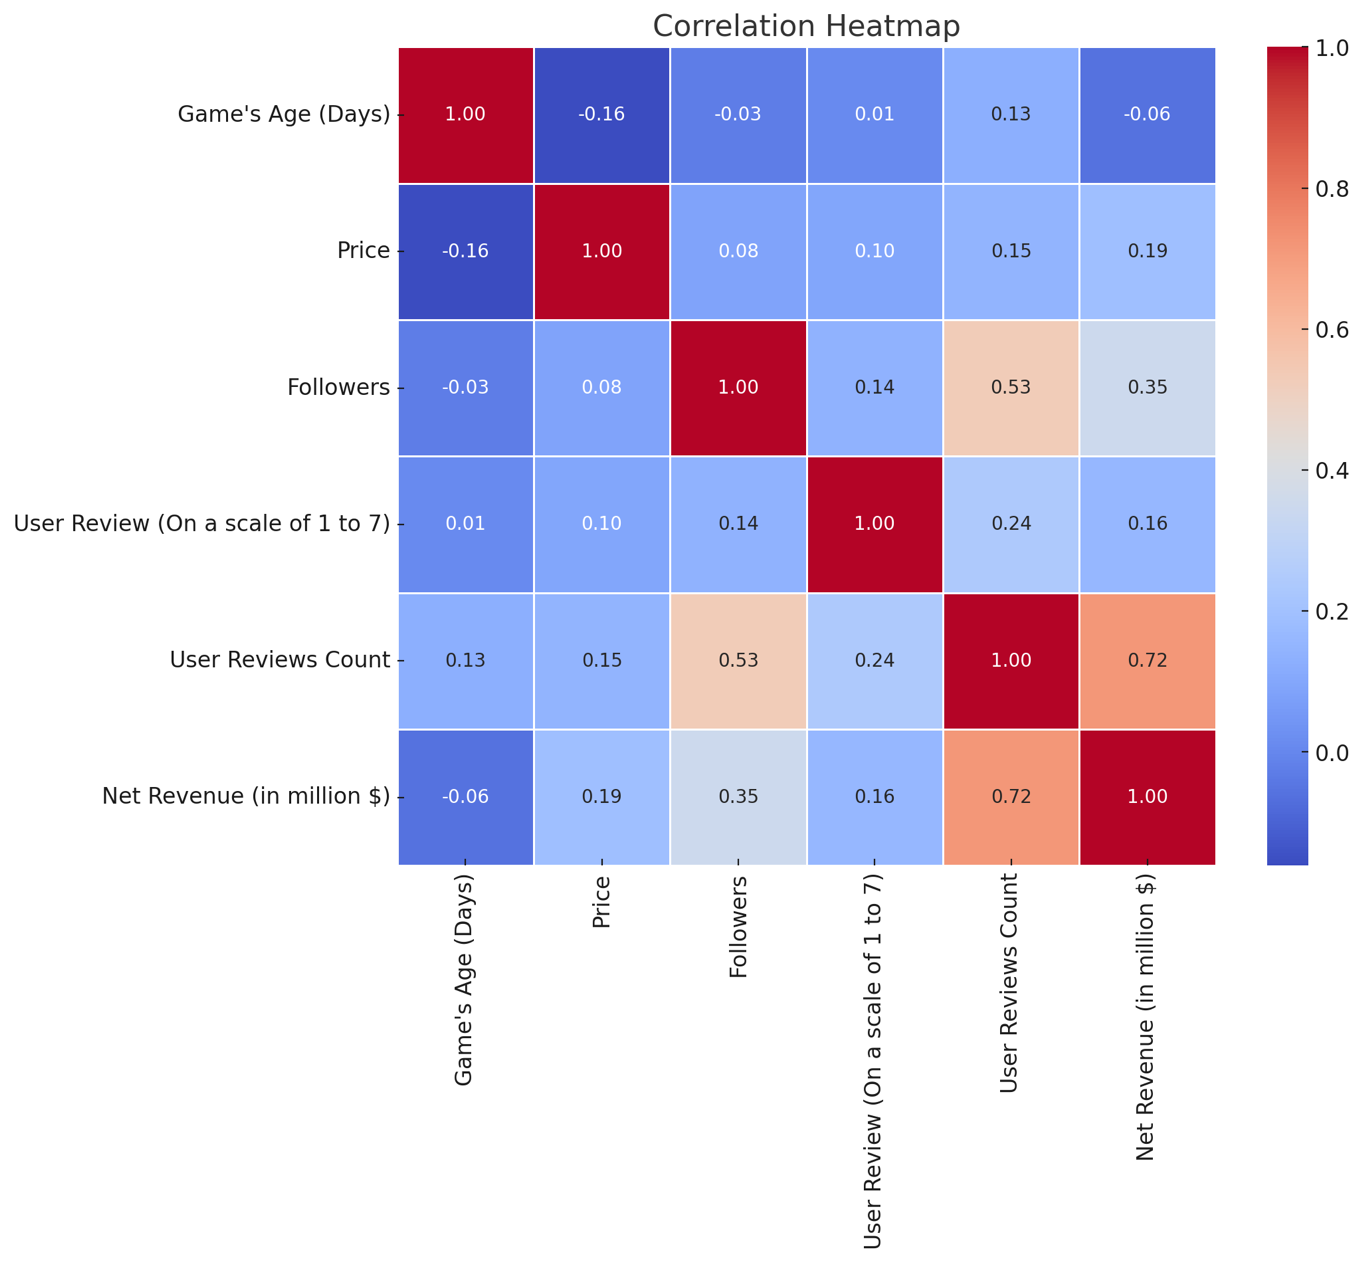 Correlation Heatmap
Game's Age (Days) 1.00 -0.16 -0.03 0.01 0.13 -0.06
Price -0.16 1.00 0.08 0.10 0.15 0.19
Followers -0.03 0.08 1.00 0.14 0.53 0.35
User Review (On a scale of 1 to 7) 0.01 0.10 0.14 1.00 0.24 0.16
User Reviews Count 0.13 0.15 0.53 0.24 1.00 0.72
Net Revenue (in million $) -0.06 0.19 0.35 0.16 0.72 1.00
Game's Age (Days)
Price
Followers
User Review (On a scale of 1 to 7)
User Reviews Count
Net Revenue (in million $)
1.0
0.8
0.6
0.4
0.2
0.0